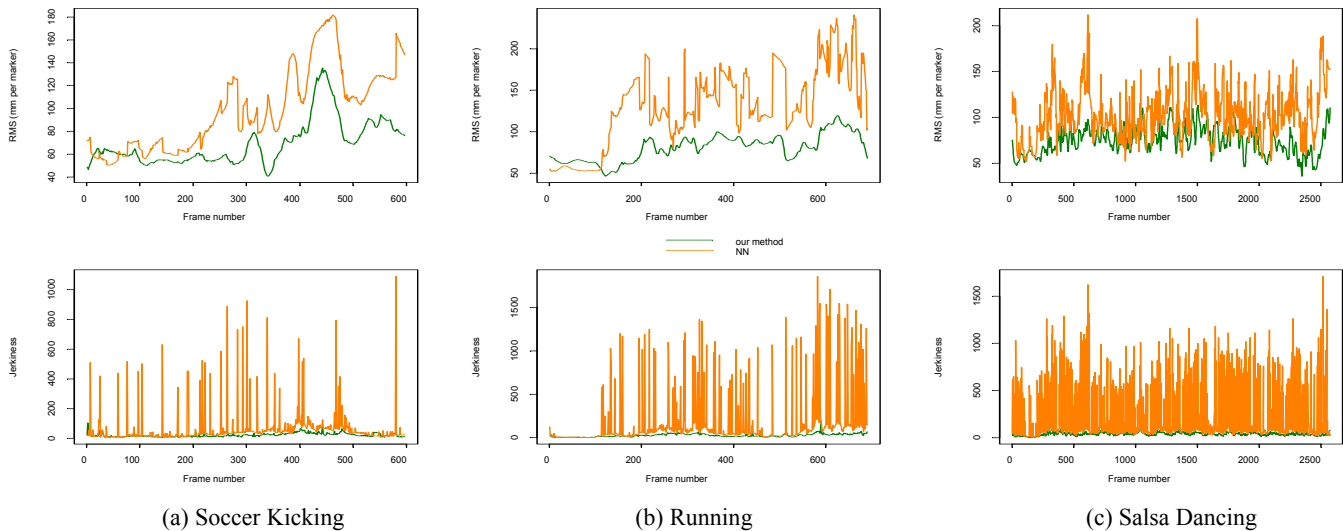 RMS (mm per marker)
40 60 80 100 120 140 160 180
0 100 200 300 400 500 600
Frame number
RMS (mm per marker)
50 100 150 200
0 200 400 600
Frame number
RMS (mm per marker)
50 100 150 200
0 500 1000 1500 2000 2500
Frame number
our method
NN
Jerkiness
0 200 400 600 800 1000
0 100 200 300 400 500 600
Frame number
Jerkiness
0 500 1000 1500
0 200 400 600
Frame number
Jerkiness
0 500 1000 1500
0 500 1000 1500 2000 2500
Frame number
(a) Soccer Kicking
(b) Running
(c) Salsa Dancing